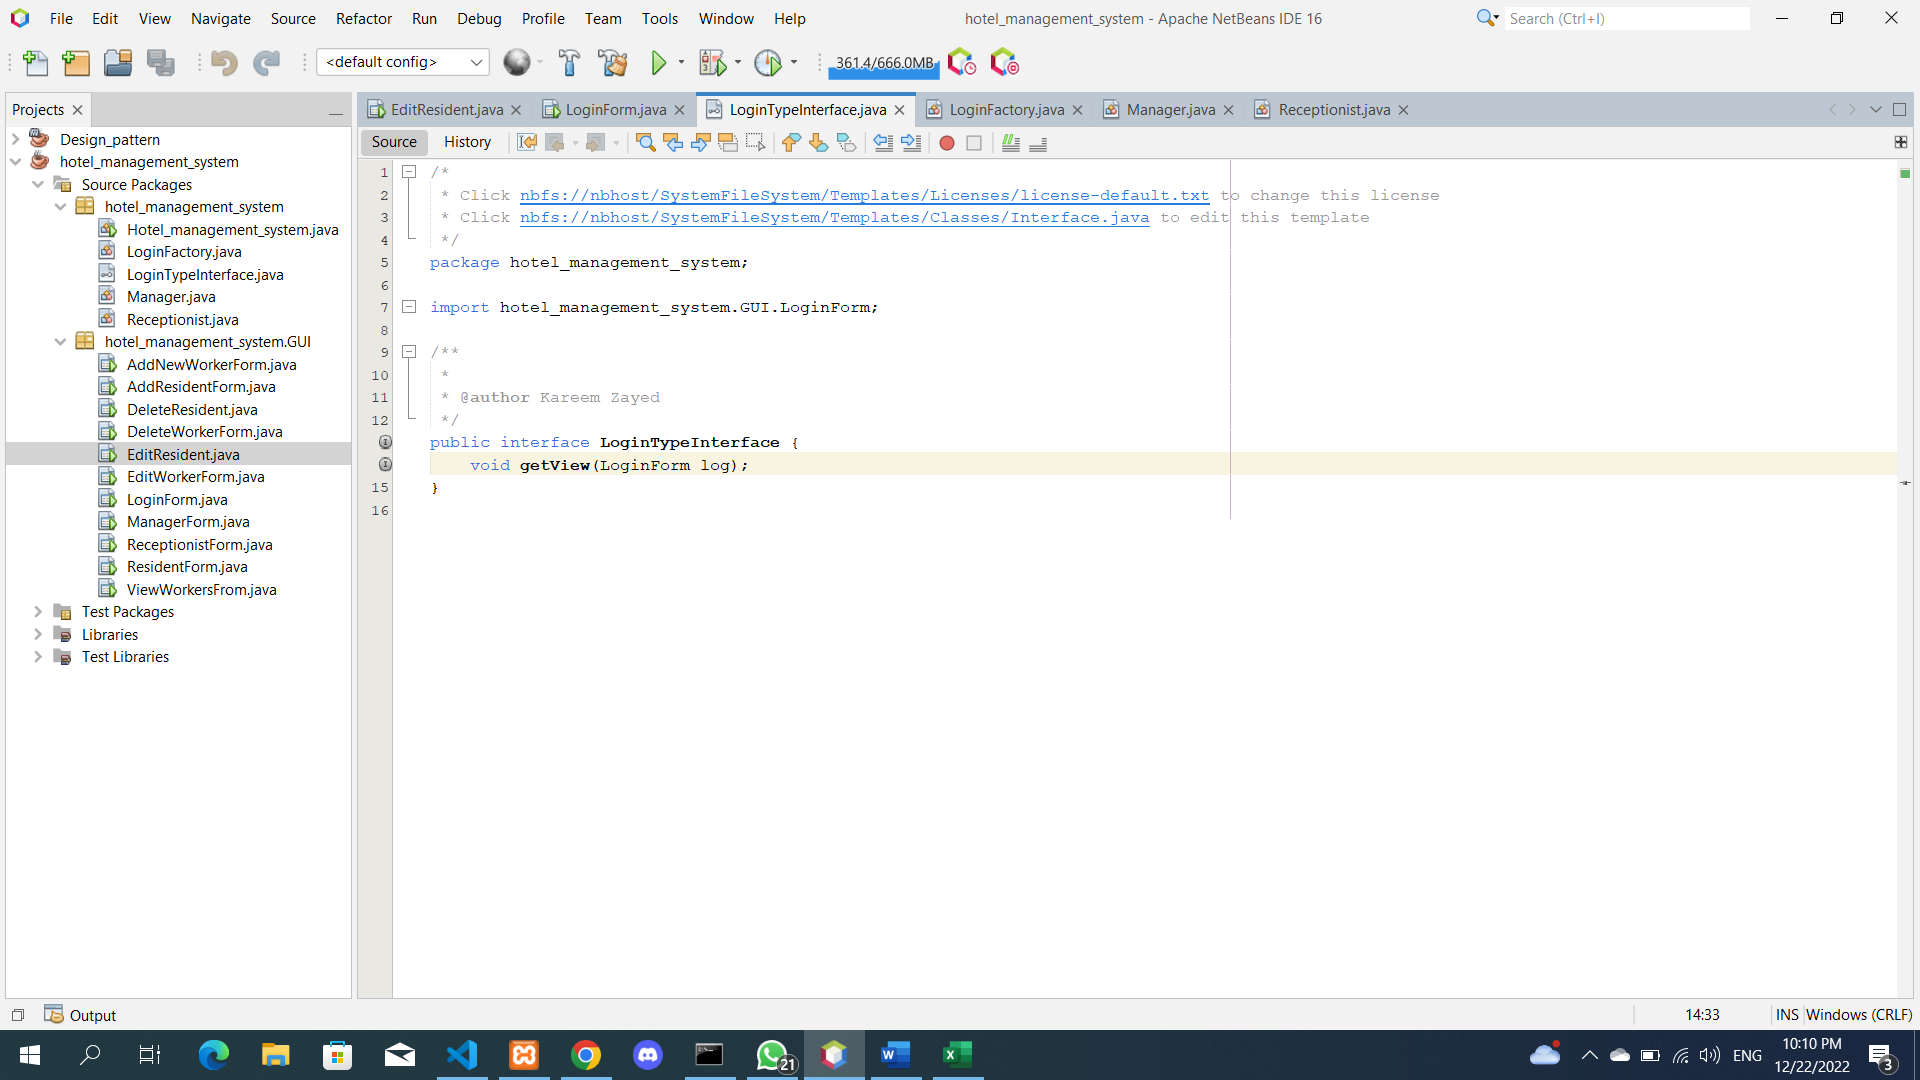 File Edit View Navigate Source Refactor Run Debug Profile Team Tools Window Help
hotel_management_system - Apache NetBeans IDE 16
Search (Ctrl+I)
<default config>
361.4/666.0MB
Projects
EditResident.java LoginForm.java LoginTypeInterface.java LoginFactory.java Manager.java Receptionist.java
Source History
Design_pattern
hotel_management_system
Source Packages
hotel_management_system
Hotel_management_system.java
LoginFactory.java
LoginTypeInterface.java
Manager.java
Receptionist.java
hotel_management_system.GUI
AddNewWorkerForm.java
AddResidentForm.java
DeleteResident.java
DeleteWorkerForm.java
EditResident.java
EditWorkerForm.java
LoginForm.java
ManagerForm.java
ReceptionistForm.java
ResidentForm.java
ViewWorkersFrom.java
Test Packages
Libraries
Test Libraries
1 /*
2 * Click nbfs://nbhost/SystemFileSystem/Templates/Licenses/license-default.txt to change this license
3 * Click nbfs://nbhost/SystemFileSystem/Templates/Classes/Interface.java to edit this template
4 */
5 package hotel_management_system;
6
7 import hotel_management_system.GUI.LoginForm;
8
9 /**
10 *
11 * @author Kareem Zayed
12 */
public interface LoginTypeInterface {
void getView(LoginForm log);
15 }
16
Output
14:33 INS Windows (CRLF)
21
ENG
10:10 PM
12/22/2022
3